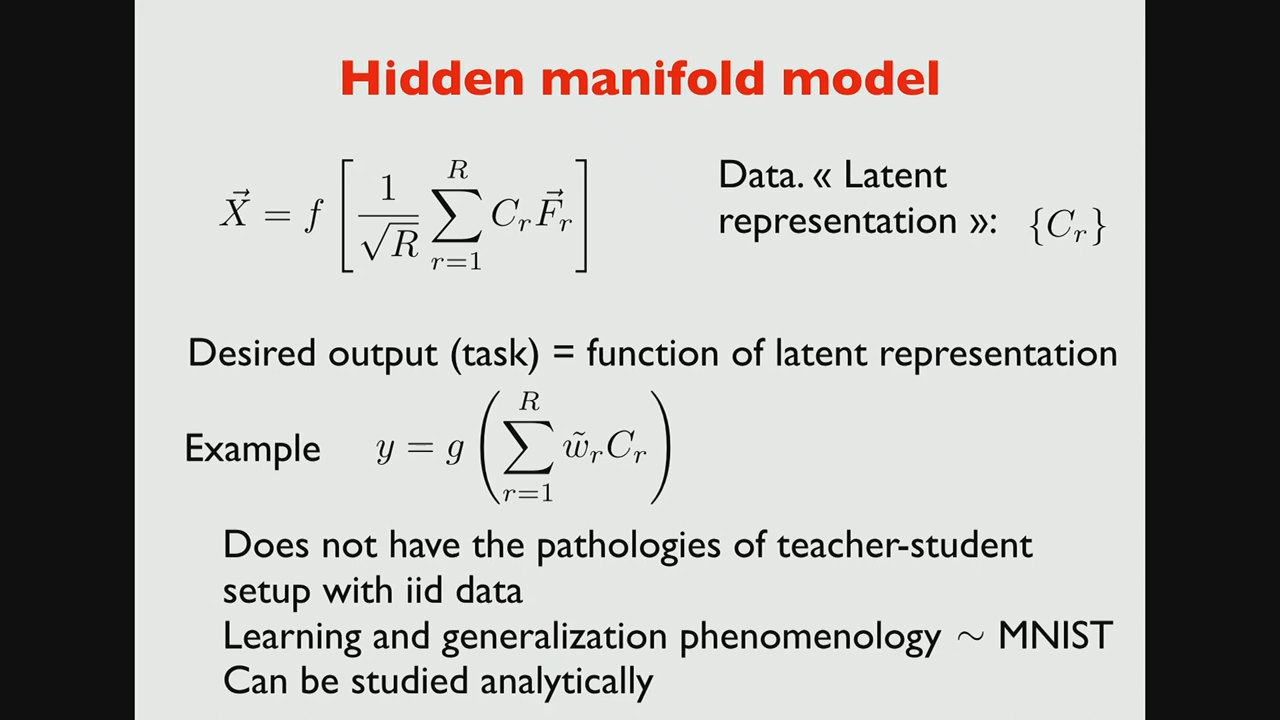 Hidden manifold model
$\vec{X} = f\left[\frac{1}{\sqrt{R}} \sum_{r=1}^{R} C_r \vec{F}_r\right]$
Data. « Latent
representation »: $\{C_r\}$
Desired output (task) = function of latent representation
Example $y = g\left(\sum_{r=1}^{R} \tilde{w}_r C_r\right)$
Does not have the pathologies of teacher-student
setup with iid data
Learning and generalization phenomenology ∼ MNIST
Can be studied analytically